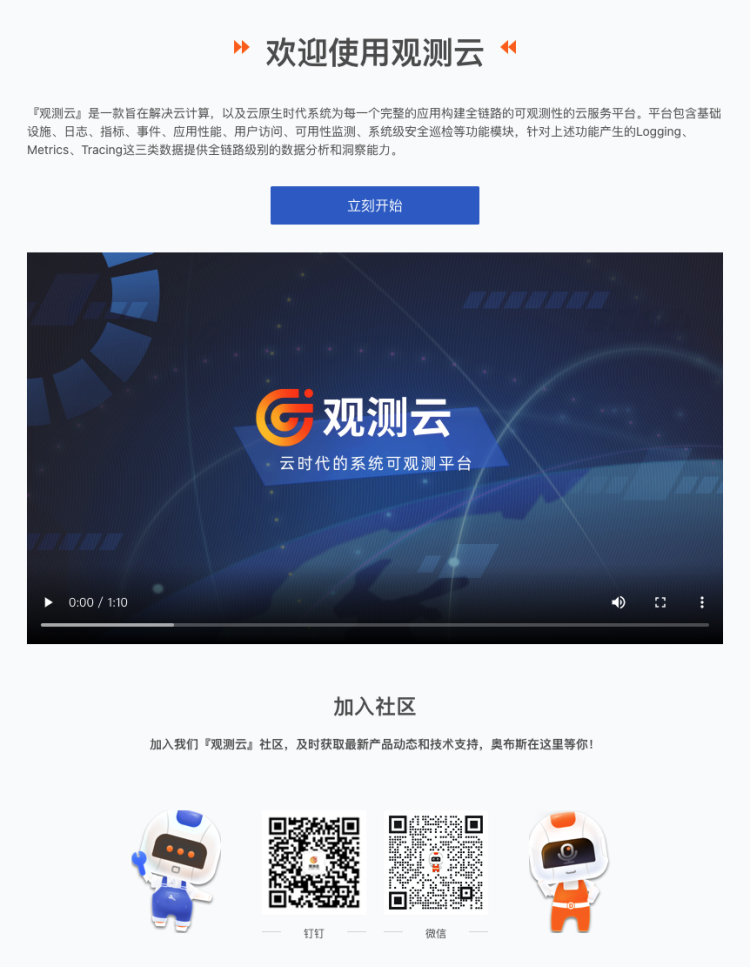 欢迎使用观测云
『观测云』是一款旨在解决云计算，以及云原生时代系统为每一个完整的应用构建全链路的可观测性的云服务平台。平台包含基础
设施、日志、指标、事件、应用性能、用户访问、可用性监测、系统级安全巡检等功能模块，针对上述功能产生的Logging、
Metrics、Tracing这三类数据提供全链路级别的数据分析和洞察能力。
立刻开始
观测云
云时代的系统可观测平台
0:00 / 1:10
加入社区
加入我们『观测云』社区，及时获取最新产品动态和技术支持，奥布斯在这里等你！
钉钉
微信